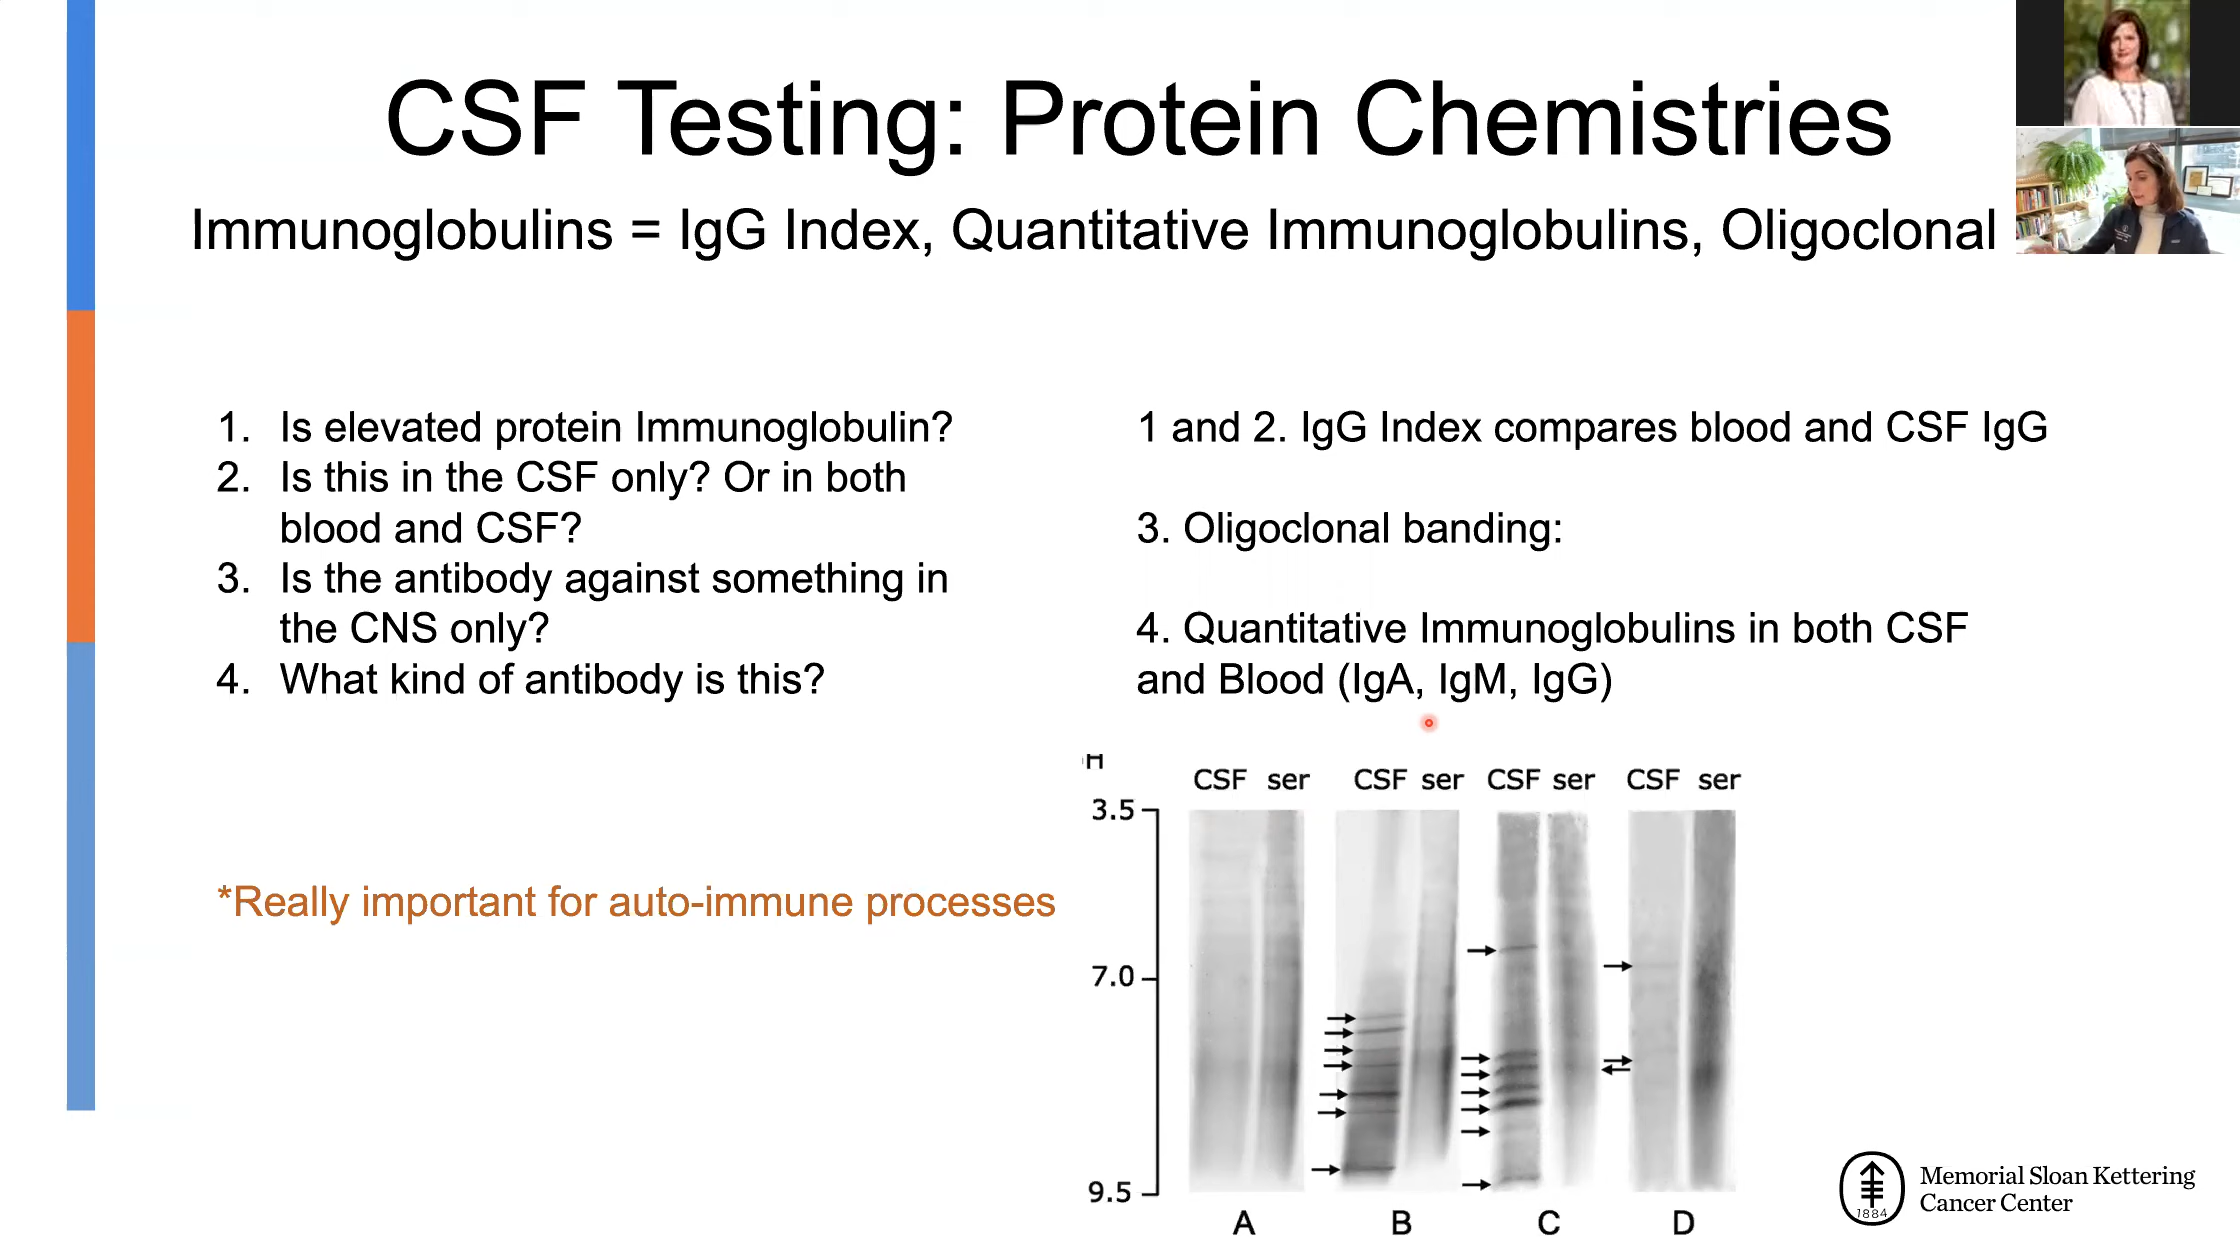 CSF Testing: Protein Chemistries
Immunoglobulins = IgG Index, Quantitative Immunoglobulins, Oligoclonal
1. Is elevated protein Immunoglobulin?
2. Is this in the CSF only? Or in both
blood and CSF?
3. Is the antibody against something in
the CNS only?
4. What kind of antibody is this?
*Really important for auto-immune processes
1 and 2. IgG Index compares blood and CSF IgG
3. Oligoclonal banding:
4. Quantitative Immunoglobulins in both CSF
and Blood (IgA, IgM, IgG)
CSF ser CSF ser CSF ser CSF ser
3.5
7.0
9.5
A B C D
1884
Memorial Sloan Kettering
Cancer Center